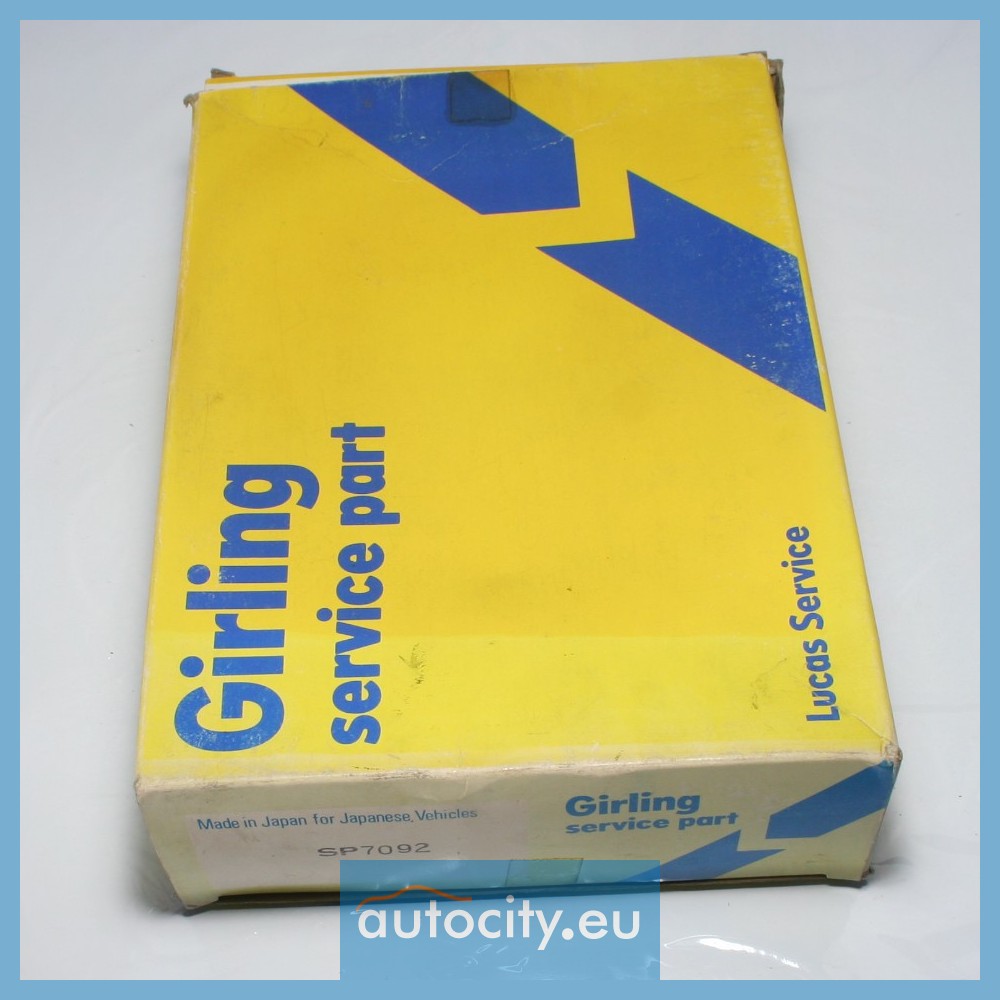 Girling
service part
Lucas Service
Made in Japan for Japanese, Vehicles
SP7092
Girling
service part
autocity.eu